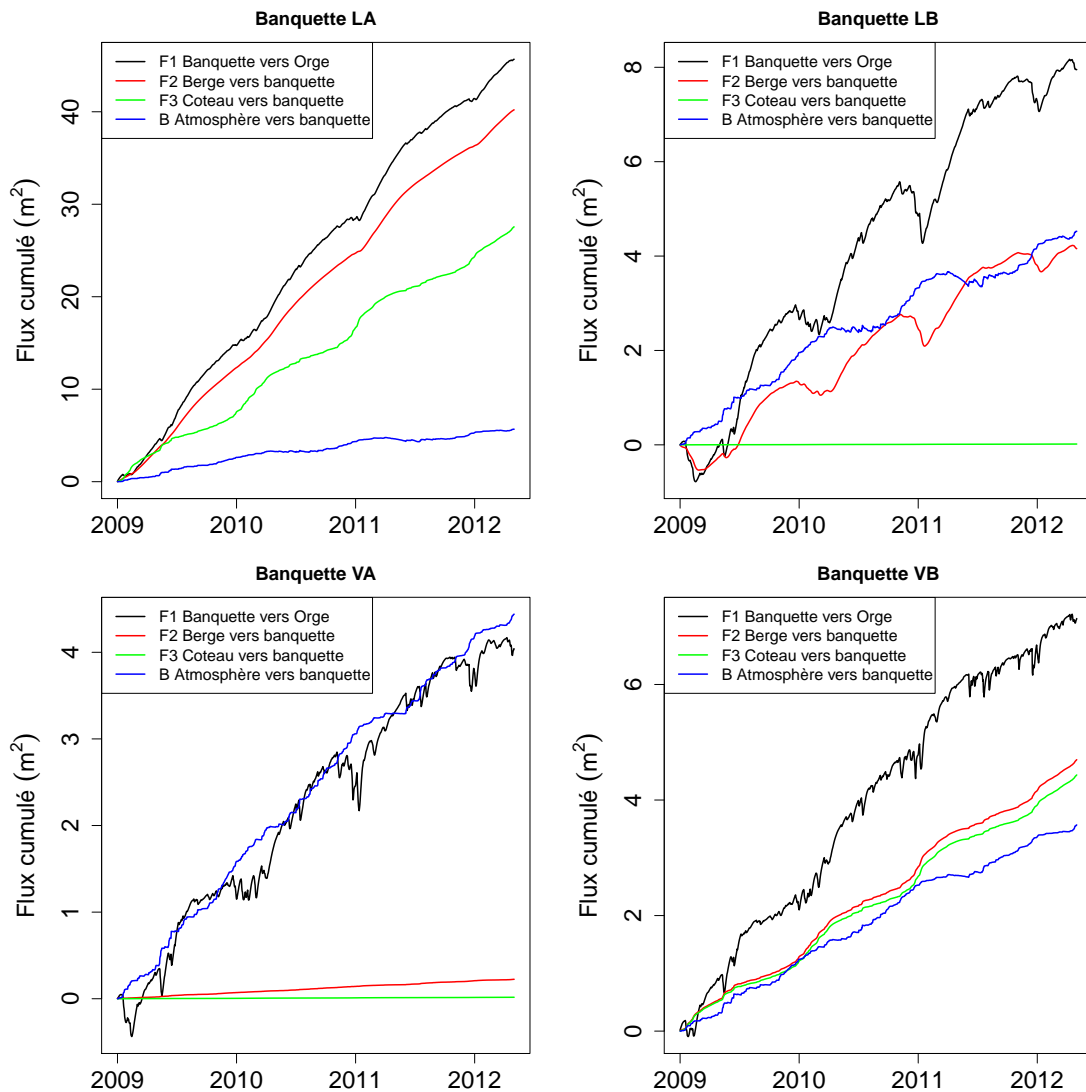 Banquette LA
F1 Banquette vers Orge
F2 Berge vers banquette
F3 Coteau vers banquette
B Atmosphère vers banquette
Flux cumulé (m²)
0
10
20
30
40
2009
2010
2011
2012
Banquette LB
F1 Banquette vers Orge
F2 Berge vers banquette
F3 Coteau vers banquette
B Atmosphère vers banquette
Flux cumulé (m²)
0
2
4
6
8
2009
2010
2011
2012
Banquette VA
F1 Banquette vers Orge
F2 Berge vers banquette
F3 Coteau vers banquette
B Atmosphère vers banquette
Flux cumulé (m²)
0
1
2
3
4
2009
2010
2011
2012
Banquette VB
F1 Banquette vers Orge
F2 Berge vers banquette
F3 Coteau vers banquette
B Atmosphère vers banquette
Flux cumulé (m²)
0
2
4
6
2009
2010
2011
2012